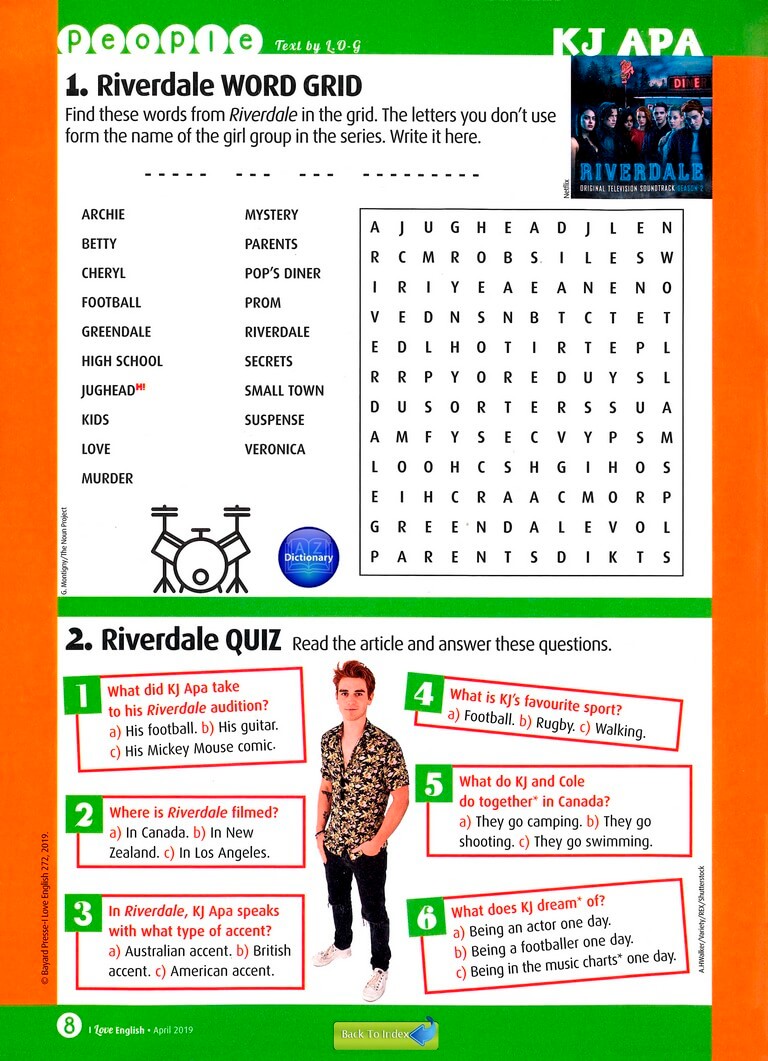 people Text by L.O-G
KJ APA
1. Riverdale WORD GRID
Find these words from Riverdale in the grid. The letters you don't use
form the name of the girl group in the series. Write it here.
- - - - - - - - - - - - - - - - - - - -
DINER
RIVERDALE
ORIGINAL TELEVISION SOUNDTRACK SEASON 2
Netflix
ARCHIE
BETTY
CHERYL
FOOTBALL
GREENDALE
HIGH SCHOOL
JUGHEADM!
KIDS
LOVE
MURDER
MYSTERY
PARENTS
POP'S DINER
PROM
RIVERDALE
SECRETS
SMALL TOWN
SUSPENSE
VERONICA
A J U G H E A D J L E N
R C M R O B S I L E S W
I R I Y E A E A N E N O
V E D N S N B T C T E T
E D L H O T I R T E P L
R R P Y O R E D U Y S L
D U S O R T E R S S U A
A M F Y S E C V Y P S M
L O O H C S H G I H O S
E I H C R A A C M O R P
G R E E N D A L E V O L
P A R E N T S D I K T S
G. Montigny/The Noun Project
AZ
Dictionary
2. Riverdale QUIZ Read the article and answer these questions.
1 What did KJ Apa take
to his Riverdale audition?
a) His football. b) His guitar.
c) His Mickey Mouse comic.
2 Where is Riverdale filmed?
a) In Canada. b) In New
Zealand. c) In Los Angeles.
3 In Riverdale, KJ Apa speaks
with what type of accent?
a) Australian accent. b) British
accent. c) American accent.
4 What is KJ's favourite sport?
a) Football. b) Rugby. c) Walking.
5 What do KJ and Cole
do together* in Canada?
a) They go camping. b) They go
shooting. c) They go swimming.
6 What does KJ dream* of?
a) Being an actor one day.
b) Being a footballer one day.
c) Being in the music charts* one day.
© Bayard Presse-I Love English 272, 2019.
A.HWalker/Variety/REX/Shutterstock
8 I Love English • April 2019
Back To Index